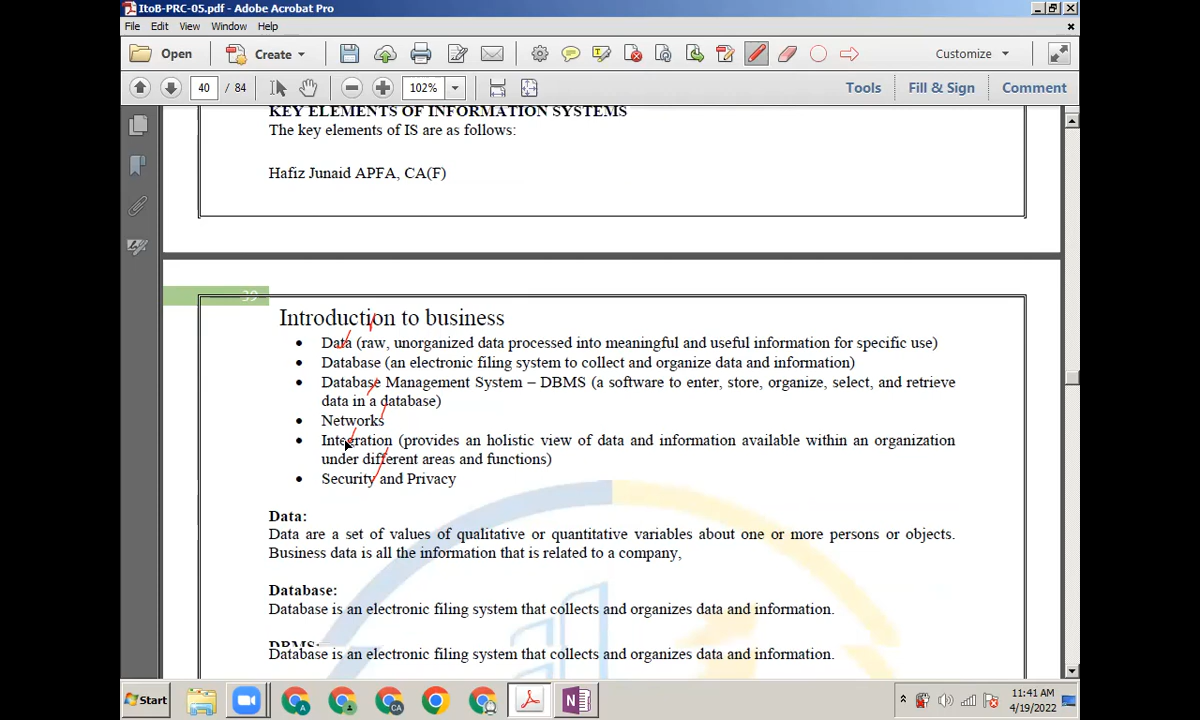 ItoB-PRC-05.pdf - Adobe Acrobat Pro
File Edit View Window Help
Open Create Customize
40 / 84 102% Tools Fill & Sign Comment
KEY ELEMENTS OF INFORMATION SYSTEMS
The key elements of IS are as follows:
Hafiz Junaid APFA, CA(F)
39
Introduction to business
• Data (raw, unorganized data processed into meaningful and useful information for specific use)
• Database (an electronic filing system to collect and organize data and information)
• Database Management System – DBMS (a software to enter, store, organize, select, and retrieve
data in a database)
• Networks
• Integration (provides an holistic view of data and information available within an organization
under different areas and functions)
• Security and Privacy
Data:
Data are a set of values of qualitative or quantitative variables about one or more persons or objects.
Business data is all the information that is related to a company,
Database:
Database is an electronic filing system that collects and organizes data and information.
DBMS:
Database is an electronic filing system that collects and organizes data and information.
Start
11:41 AM
4/19/2022